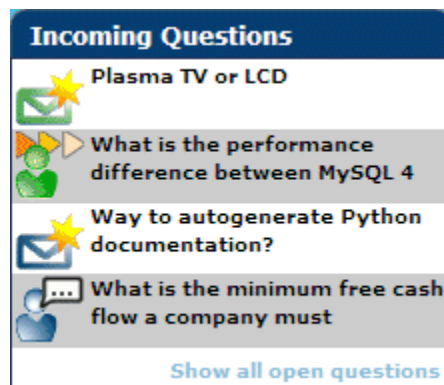 Incoming Questions
Plasma TV or LCD
What is the performance
difference between MySQL 4
Way to autogenerate Python
documentation?
What is the minimum free cash
flow a company must
Show all open questions